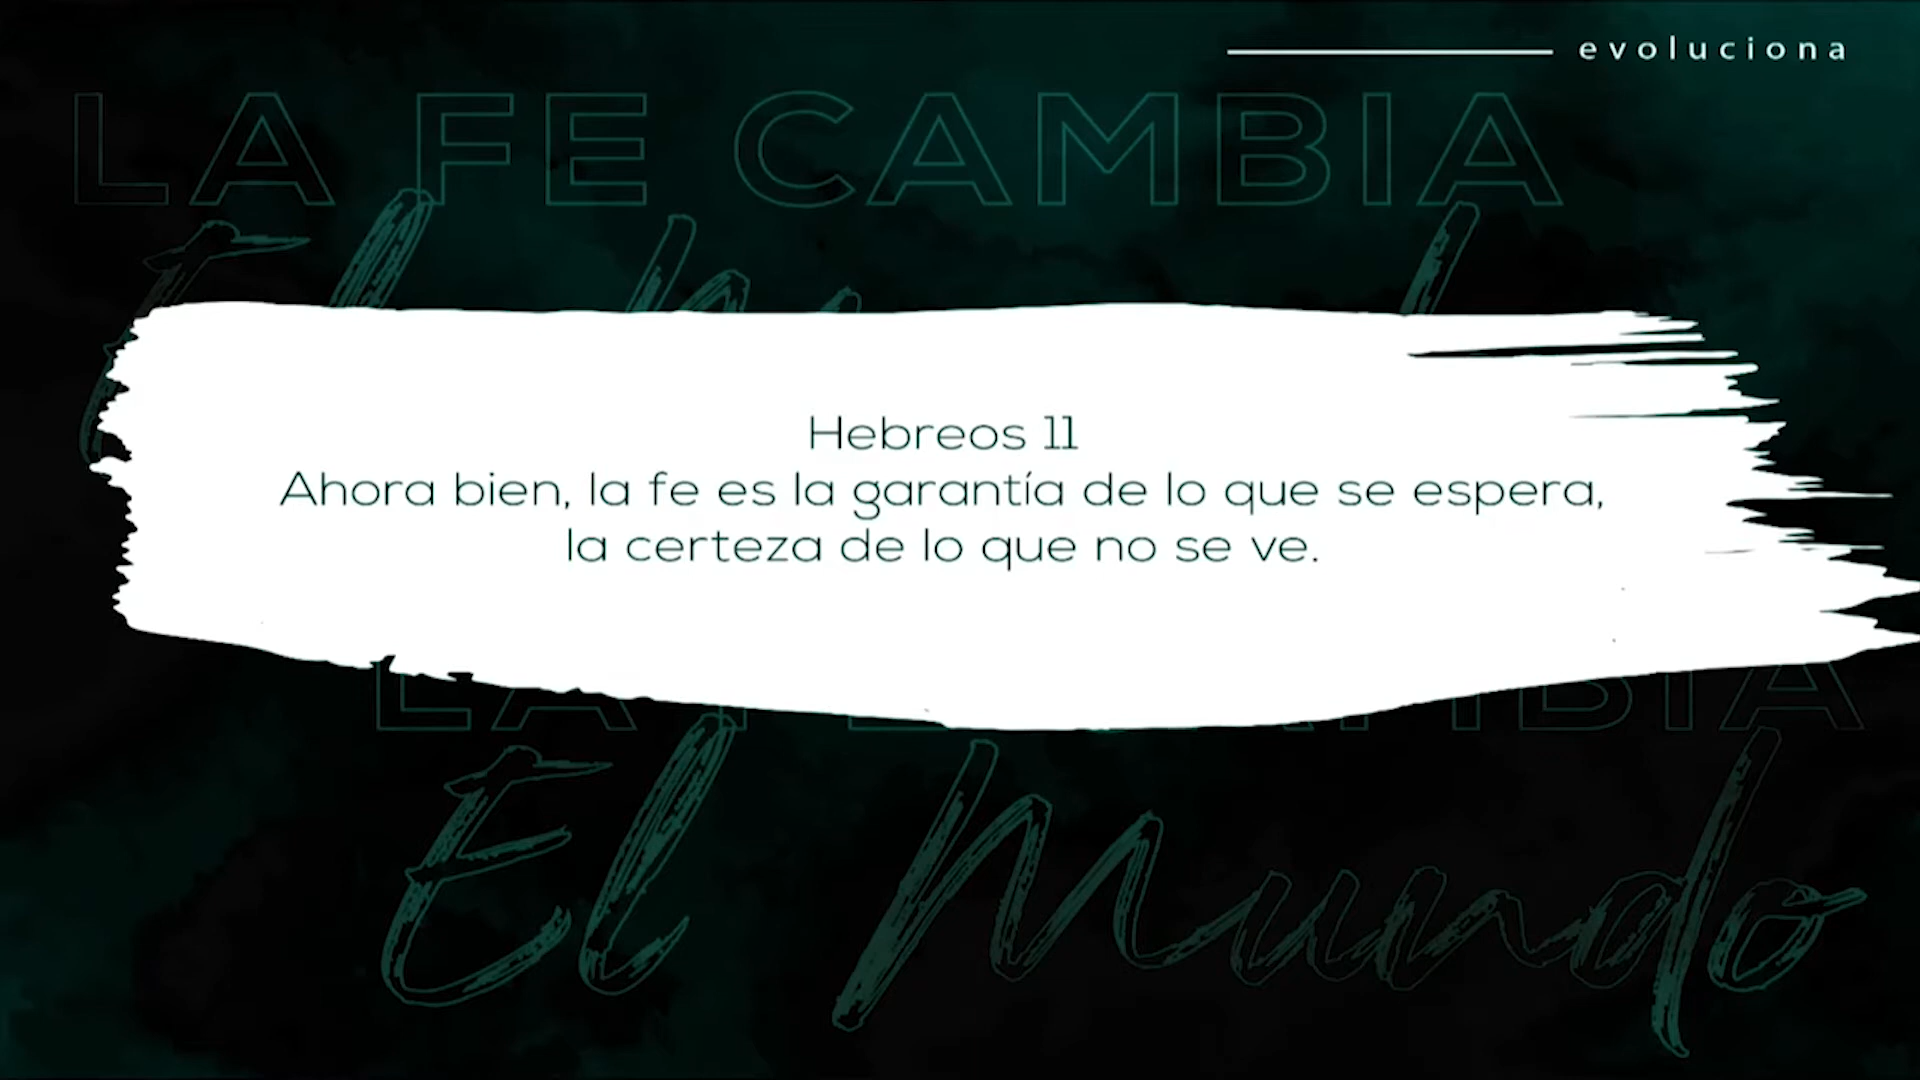 evoluciona
LA FE CAMBIA
El
Hebreos 11
Ahora bien, la fe es la garantía de lo que se espera,
la certeza de lo que no se ve.
El Mundo